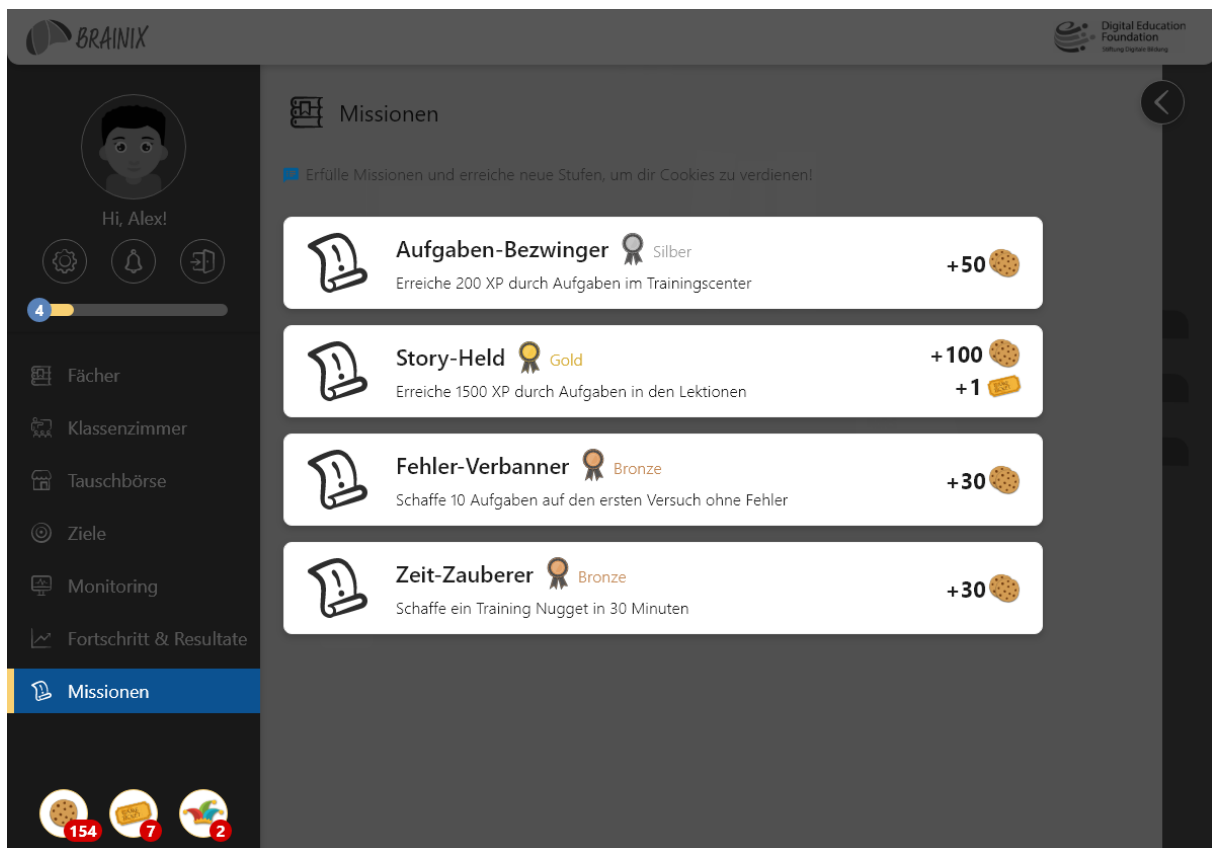 BRAINIX
Digital Education
Foundation
Stiftung Digitale Bildung
Hi, Alex!
4
Fächer
Klassenzimmer
Tauschbörse
Ziele
Monitoring
Fortschritt & Resultate
Missionen
154
7
2
Missionen
Erfülle Missionen und erreiche neue Stufen, um dir Cookies zu verdienen!
Aufgaben-Bezwinger Silber
Erreiche 200 XP durch Aufgaben im Trainingscenter
+50
Story-Held Gold
Erreiche 1500 XP durch Aufgaben in den Lektionen
+100
+1
Fehler-Verbanner Bronze
Schaffe 10 Aufgaben auf den ersten Versuch ohne Fehler
+30
Zeit-Zauberer Bronze
Schaffe ein Training Nugget in 30 Minuten
+30